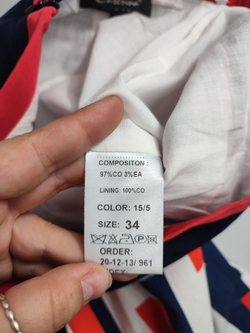 COMPOSITON :
97%CO 3%EA
LINING: 100%CO
COLOR: 15/5
SIZE: 34
ORDER:
20-12-13/ 961